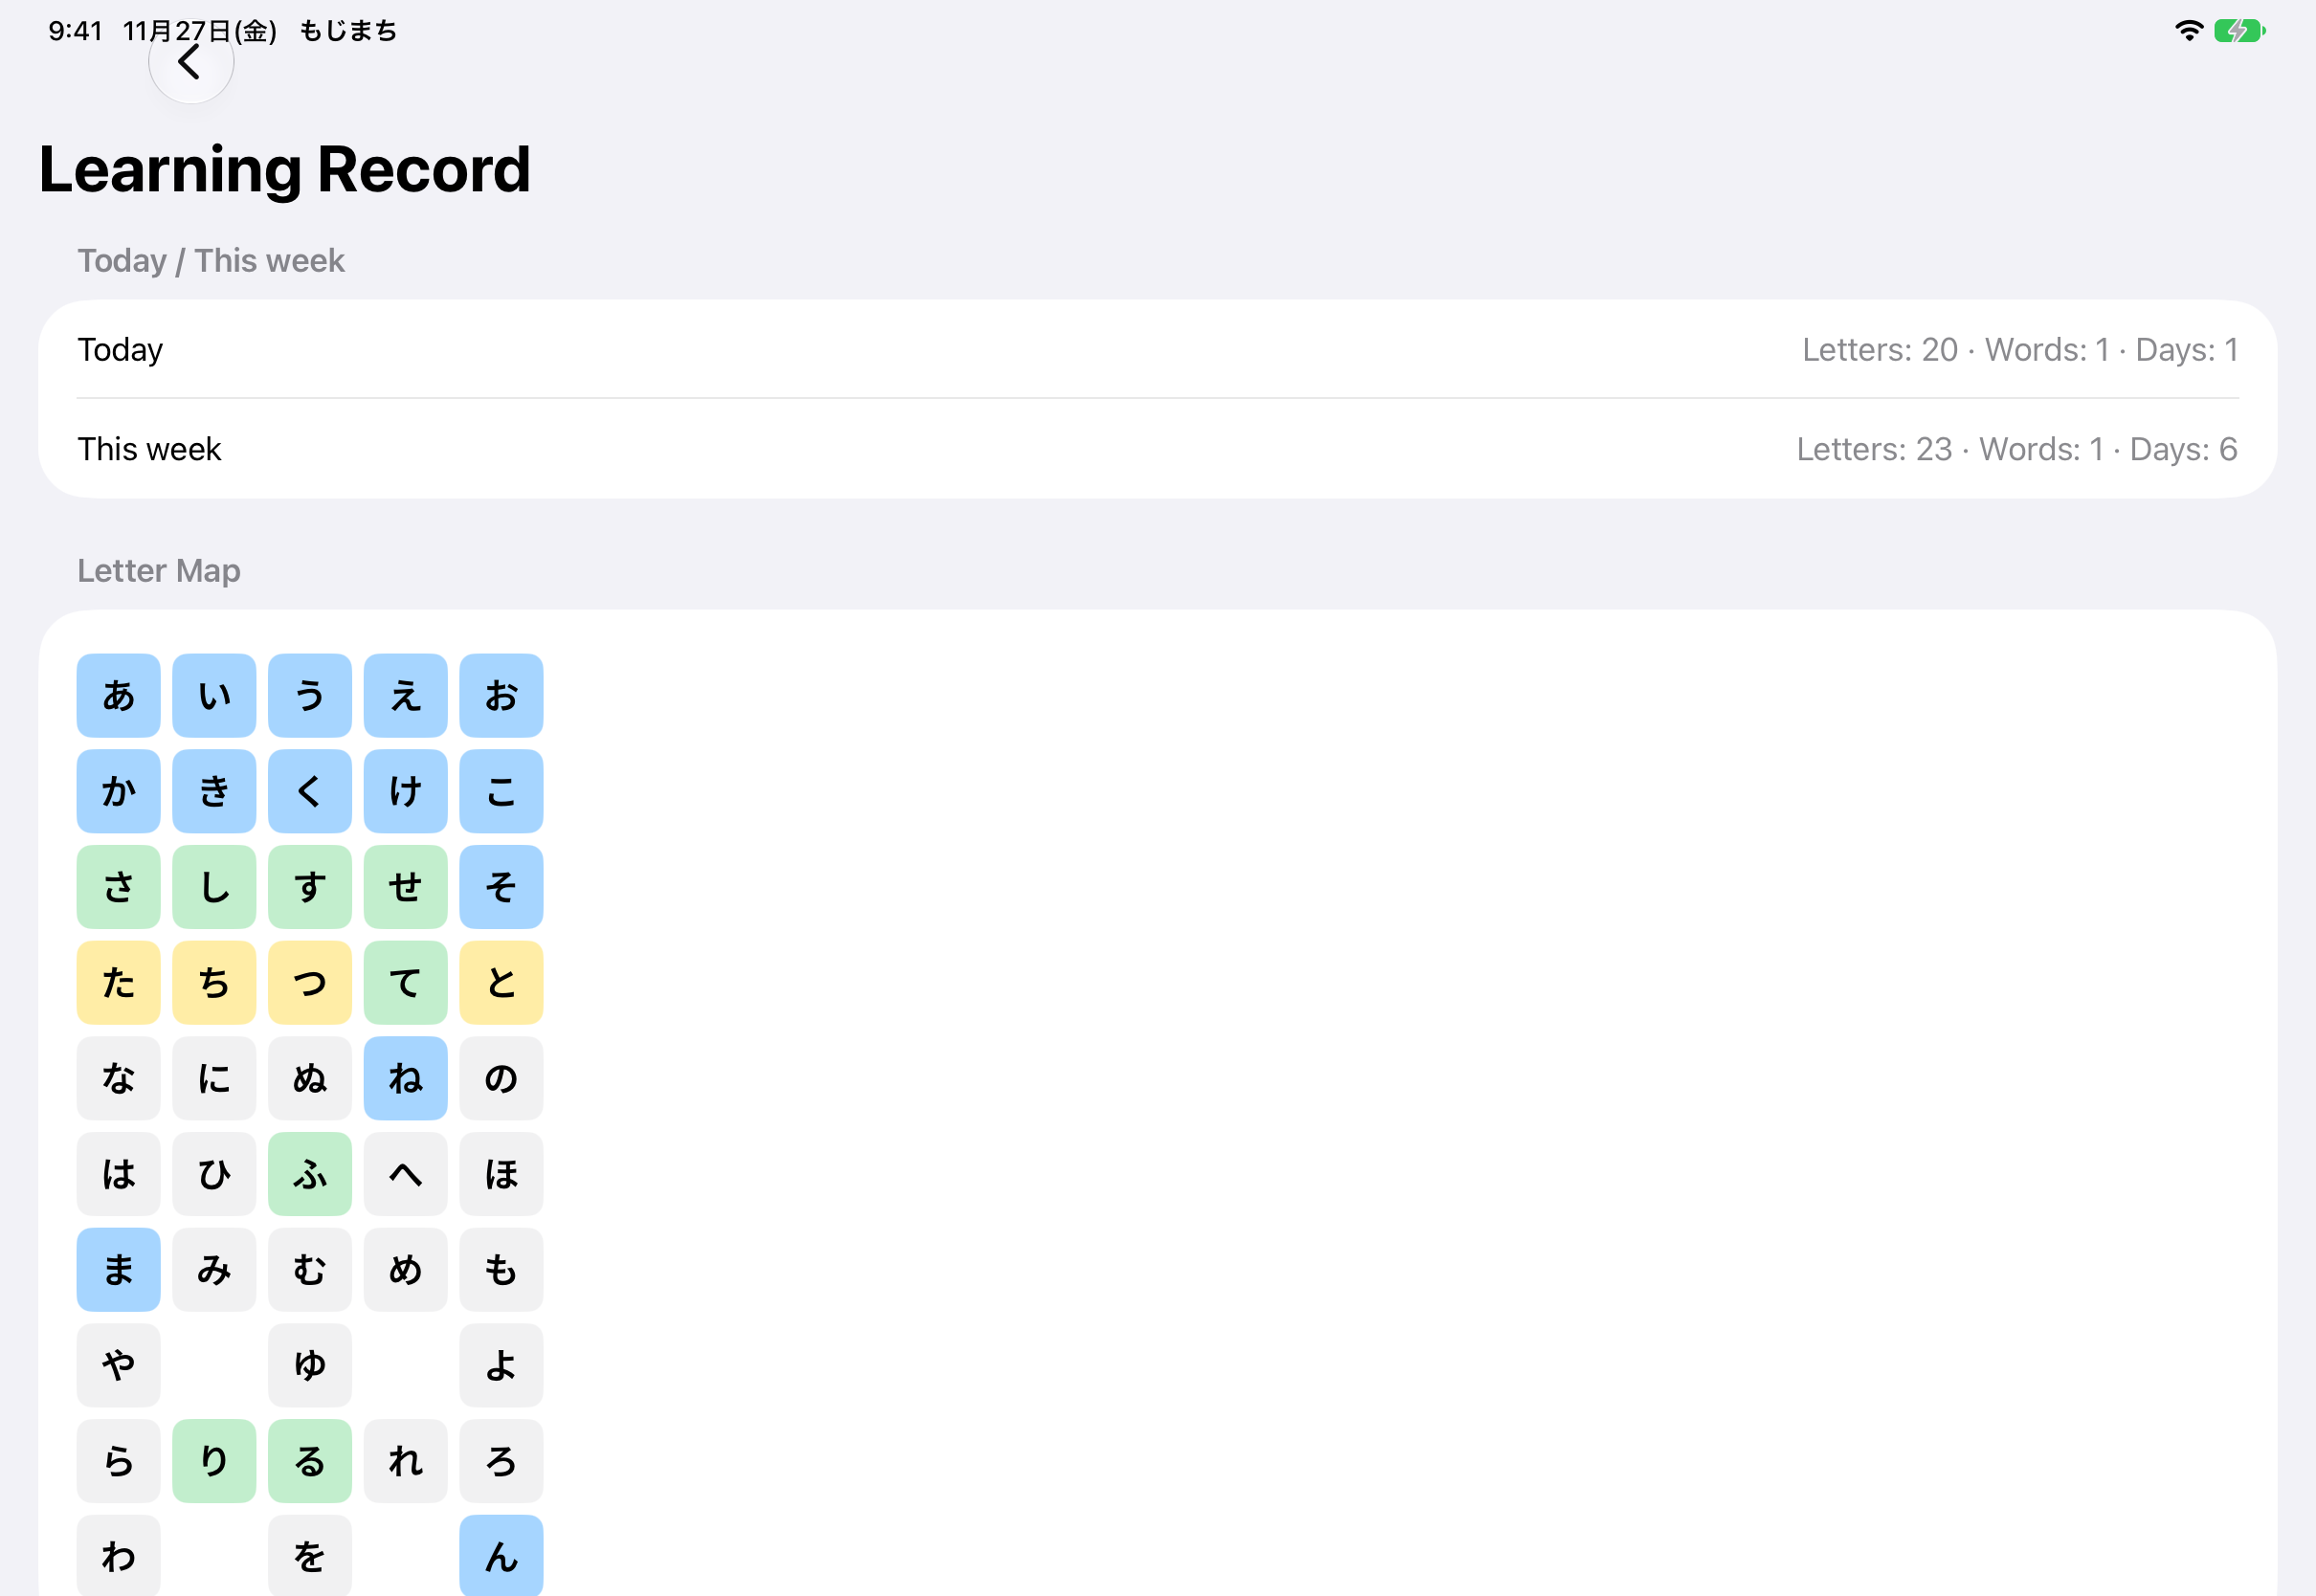 9:41 11月27日(金) もじまち
Learning Record
Today / This week
Today Letters: 20 · Words: 1 · Days: 1
This week Letters: 23 · Words: 1 · Days: 6
Letter Map
あ い う え お
か き く け こ
さ し す せ そ
た ち つ て と
な に ぬ ね の
は ひ ふ へ ほ
ま み む め も
や ゆ よ
ら り る れ ろ
わ を ん